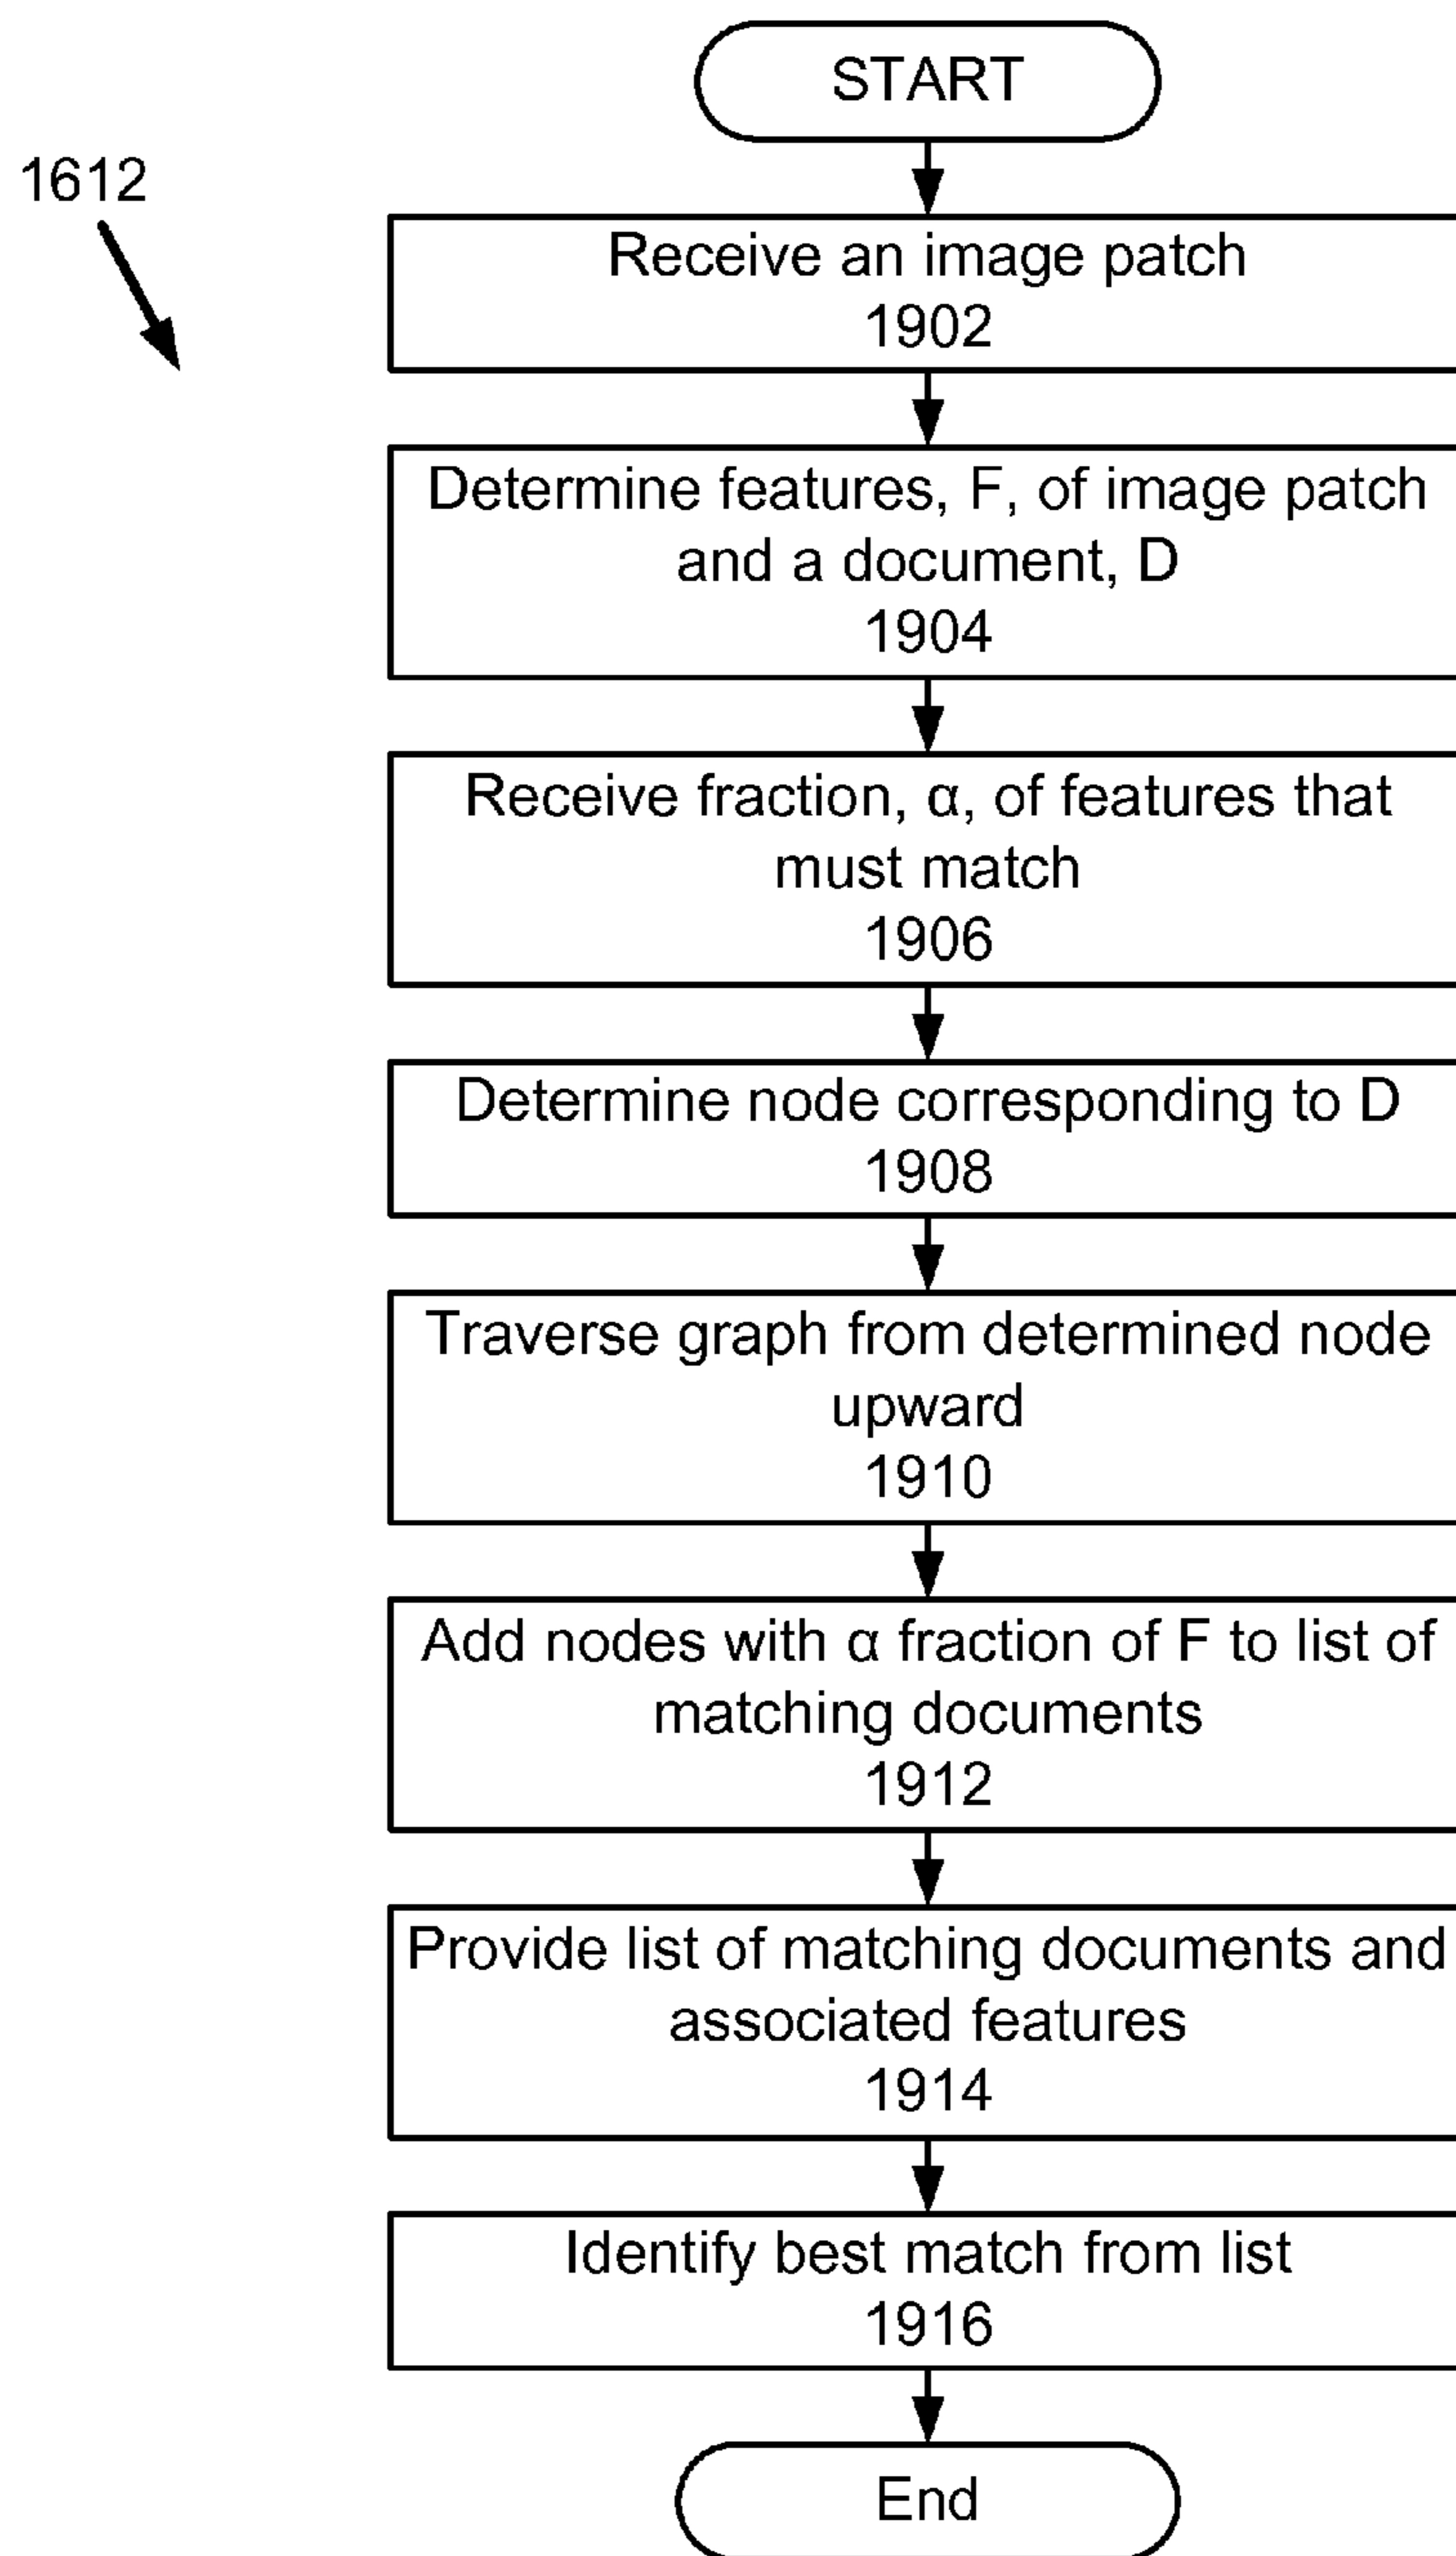 START
1612
Receive an image patch
1902
Determine features, F, of image patch
and a document, D
1904
Receive fraction, α, of features that
must match
1906
Determine node corresponding to D
1908
Traverse graph from determined node
upward
1910
Add nodes with α fraction of F to list of
matching documents
1912
Provide list of matching documents and
associated features
1914
Identify best match from list
1916
End